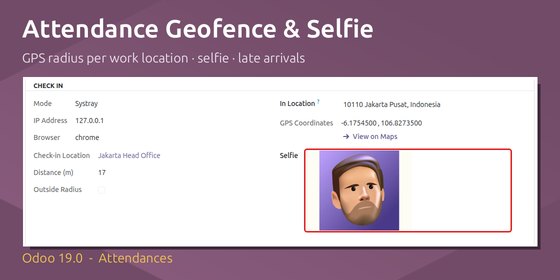 Attendance Geofence & Selfie
GPS radius per work location · selfie · late arrivals
CHECK IN
Mode Systray
IP Address 127.0.0.1
Browser chrome
Check-in Location Jakarta Head Office
Distance (m) 17
Outside Radius
In Location ? 10110 Jakarta Pusat, Indonesia
GPS Coordinates -6.1754500 , 106.8273500
→ View on Maps
Selfie
Odoo 19.0 - Attendances